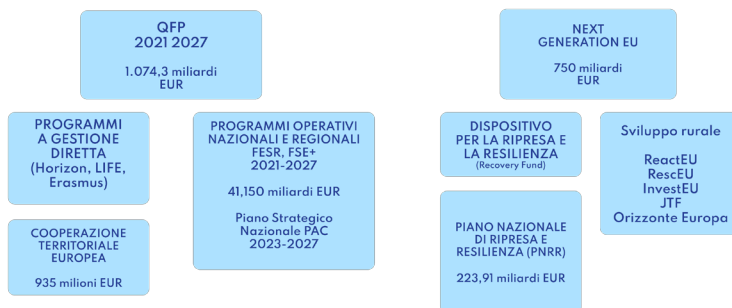 QFP
2021 2027
1.074,3 miliardi
EUR
NEXT
GENERATION EU
750 miliardi
EUR
PROGRAMMI
A GESTIONE
DIRETTA
(Horizon, LIFE,
Erasmus)
COOPERAZIONE
TERRITORIALE
EUROPEA
935 milioni EUR
PROGRAMMI OPERATIVI
NAZIONALI E REGIONALI
FESR, FSE+
2021-2027
41,150 miliardi EUR
Piano Strategico
Nazionale PAC
2023-2027
DISPOSITIVO
PER LA RIPRESA E
LA RESILIENZA
(Recovery Fund)
PIANO NAZIONALE
DI RIPRESA E
RESILIENZA (PNRR)
223,91 miliardi EUR
Sviluppo rurale
ReactEU
RescEU
InvestEU
JTF
Orizzonte Europa